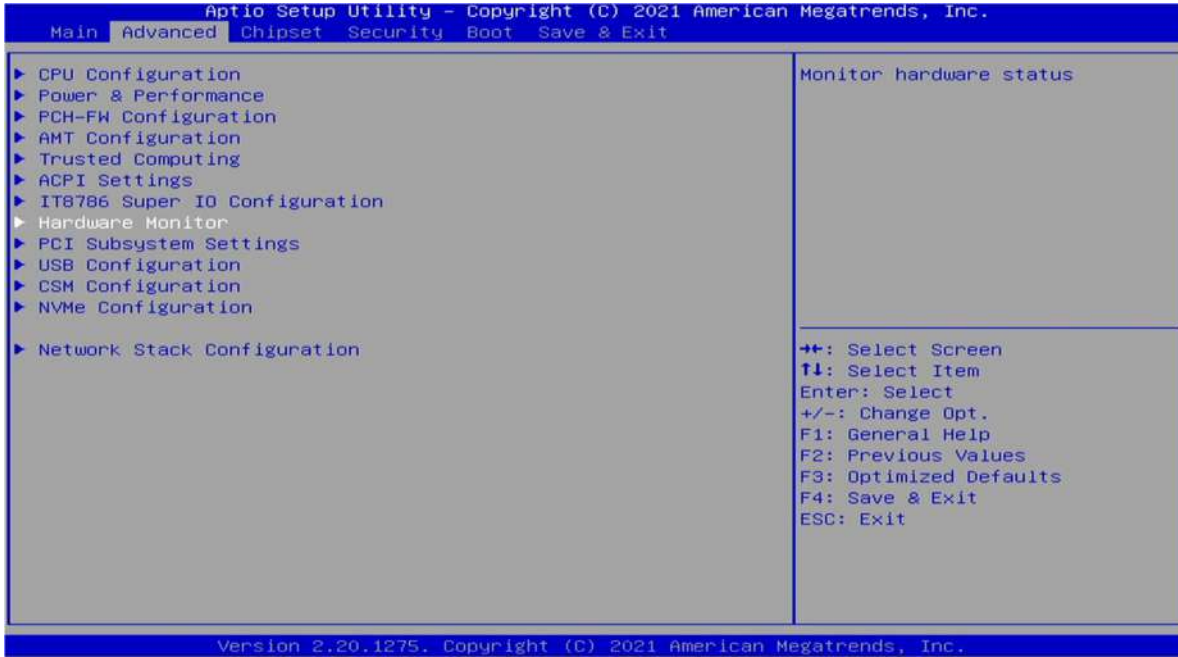 Aptio Setup Utility – Copyright (C) 2021 American Megatrends, Inc.
Main Advanced Chipset Security Boot Save & Exit
▶ CPU Configuration
▶ Power & Performance
▶ PCH-FW Configuration
▶ AMT Configuration
▶ Trusted Computing
▶ ACPI Settings
▶ IT8786 Super IO Configuration
▶ Hardware Monitor
▶ PCI Subsystem Settings
▶ USB Configuration
▶ CSM Configuration
▶ NVMe Configuration
▶ Network Stack Configuration
Monitor hardware status
→←: Select Screen
↑↓: Select Item
Enter: Select
+/-: Change Opt.
F1: General Help
F2: Previous Values
F3: Optimized Defaults
F4: Save & Exit
ESC: Exit
Version 2.20.1275. Copyright (C) 2021 American Megatrends, Inc.